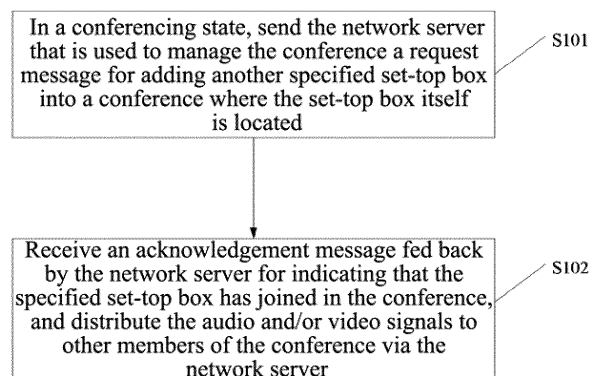 In a conferencing state, send the network server
that is used to manage the conference a request
message for adding another specified set-top box
into a conference where the set-top box itself
is located
S101
Receive an acknowledgement message fed back
by the network server for indicating that the
specified set-top box has joined in the conference,
and distribute the audio and/or video signals to
other members of the conference via the
network server
S102